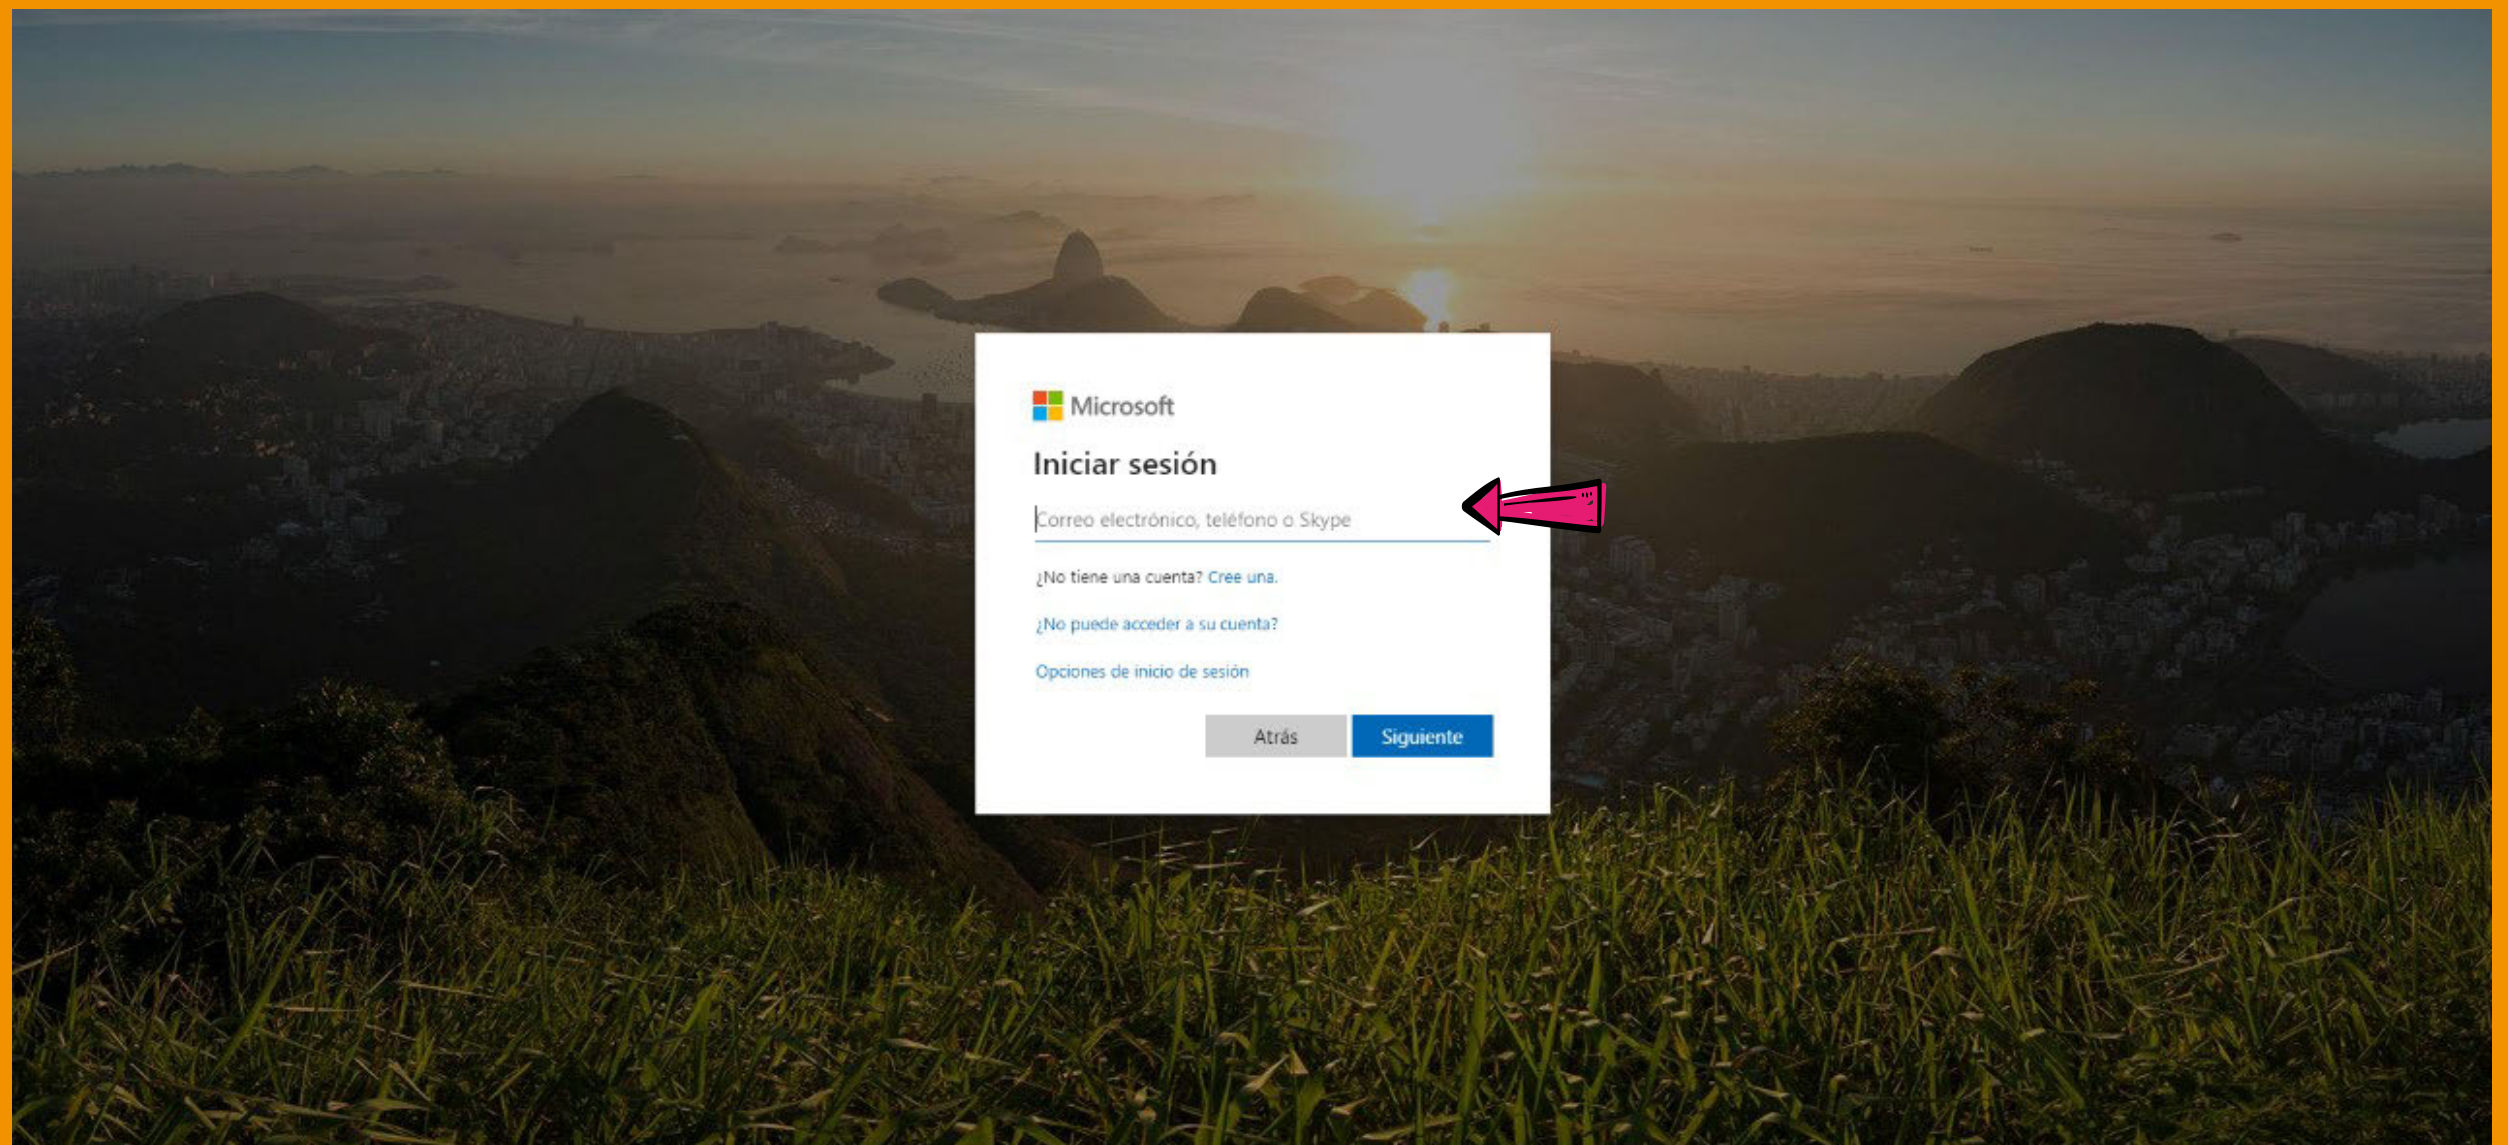 Microsoft
Iniciar sesión
Correo electrónico, teléfono o Skype
¿No tiene una cuenta? Cree una.
¿No puede acceder a su cuenta?
Opciones de inicio de sesión
Atrás Siguiente